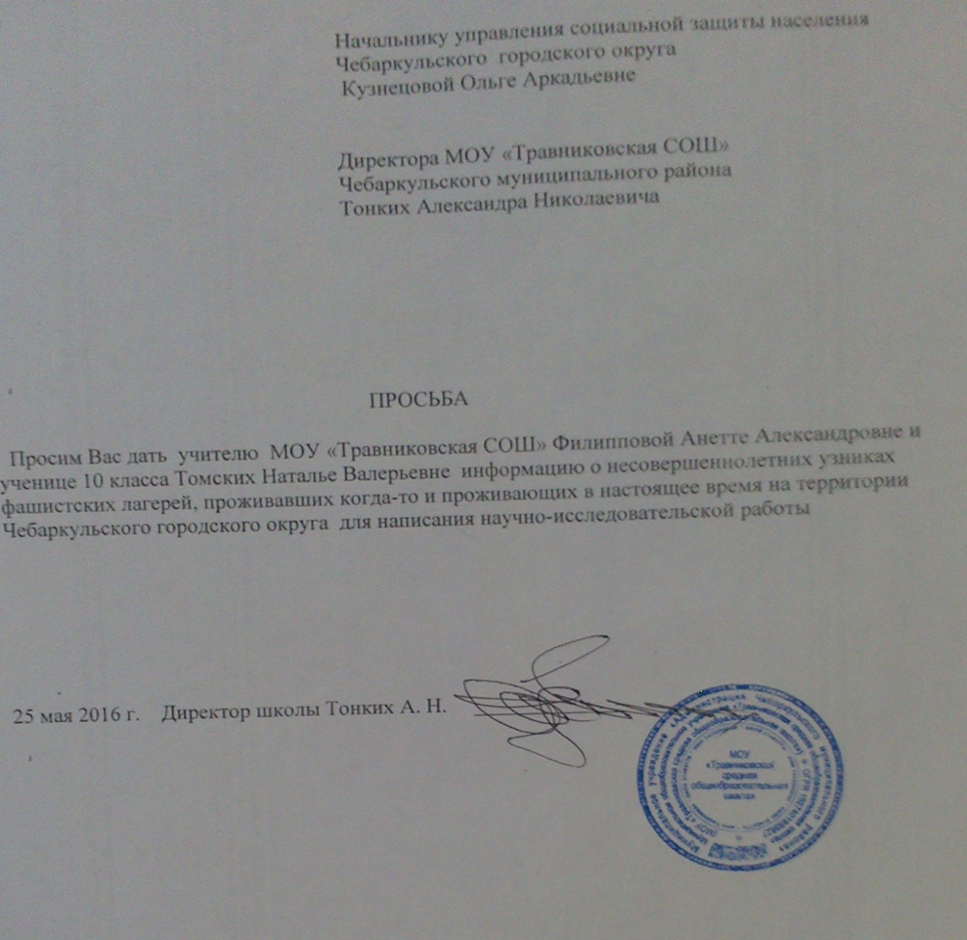 Начальнику управления социальной защиты населения
Чебаркульского городского округа
Кузнецовой Ольге Аркадьевне
Директора МОУ «Травниковская СОШ»
Чебаркульского муниципального района
Тонких Александра Николаевича
ПРОСЬБА
Просим Вас дать учителю МОУ «Травниковская СОШ» Филипповой Анетте Александровне и
ученице 10 класса Томских Наталье Валерьевне информацию о несовершеннолетних узниках
фашистских лагерей, проживавших когда-то и проживающих в настоящее время на территории
Чебаркульского городского округа для написания научно-исследовательской работы
25 мая 2016 г. Директор школы Тонких А. Н.
МОУ
«Травниковская
средняя
общеобразовательная
школа»